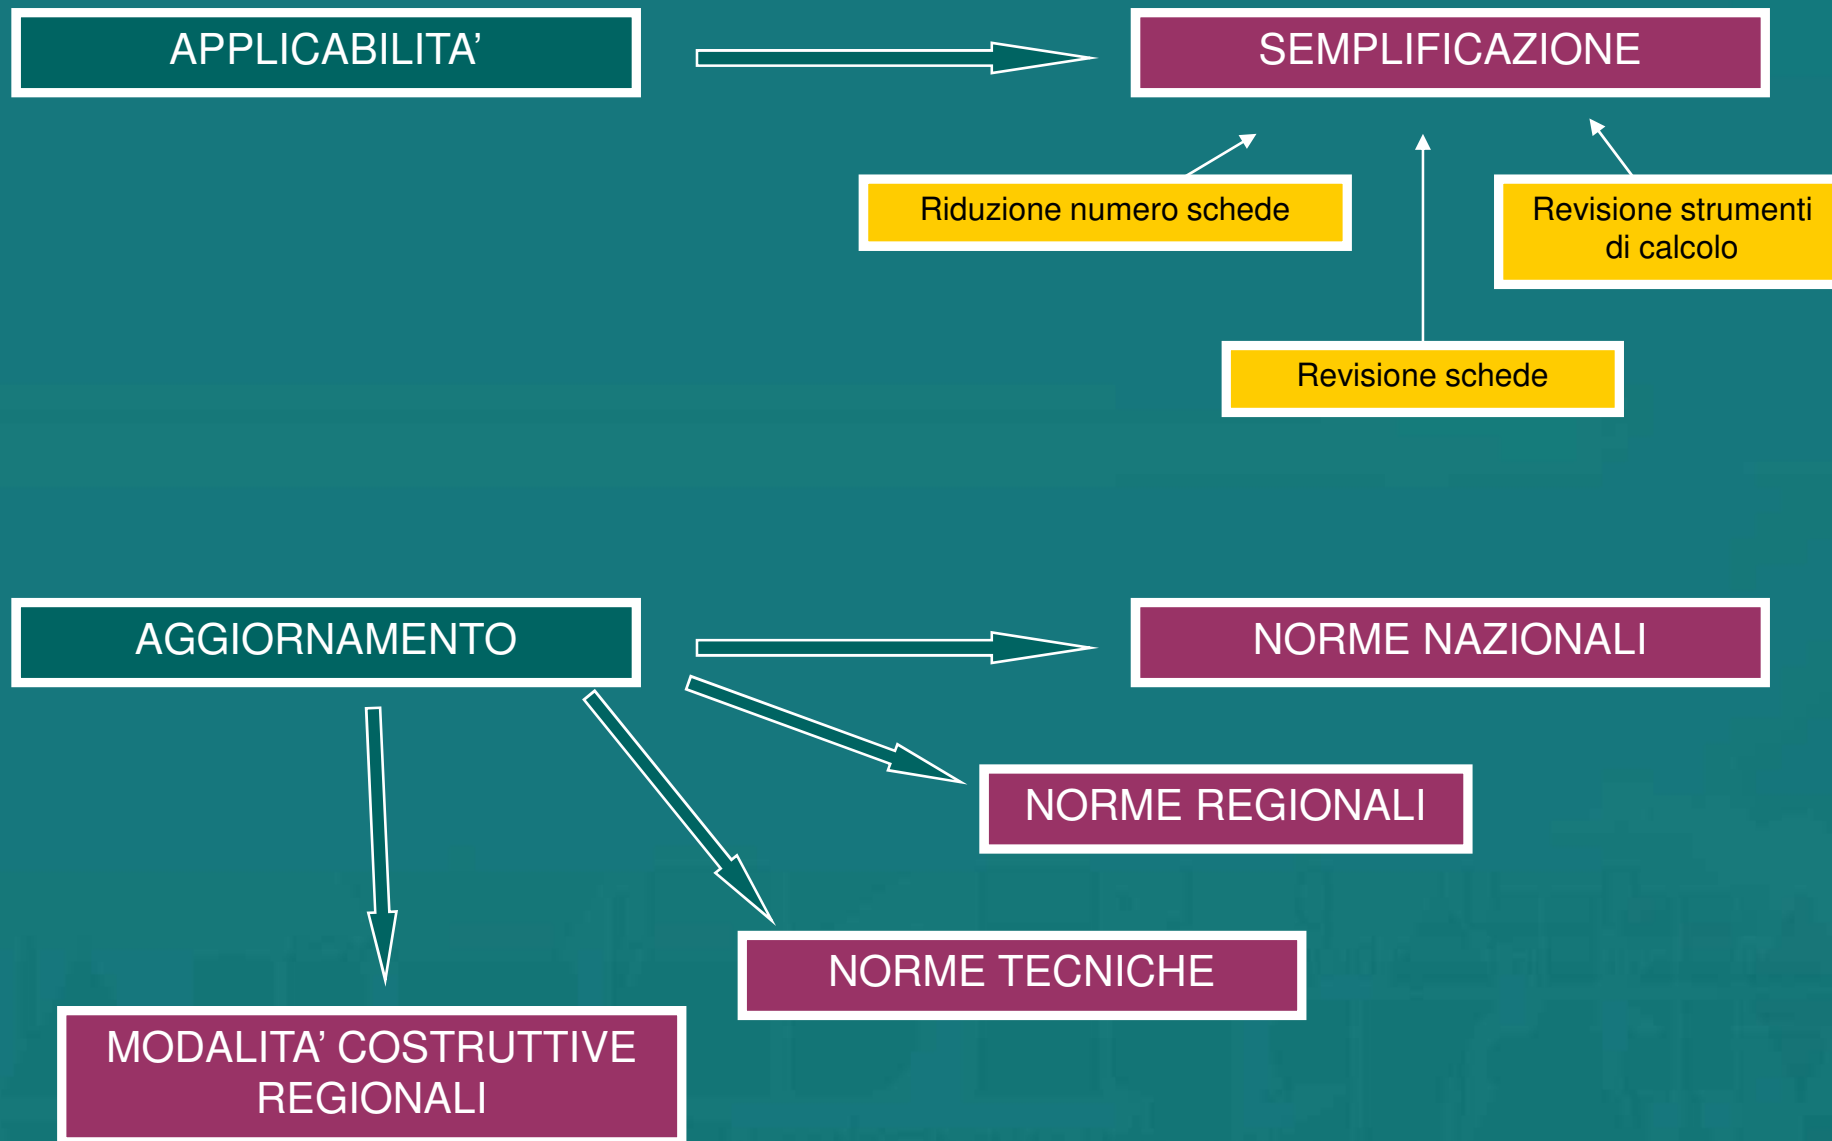 APPLICABILITA’
SEMPLIFICAZIONE
Riduzione numero schede
Revisione strumenti
di calcolo
Revisione schede
AGGIORNAMENTO
NORME NAZIONALI
NORME REGIONALI
NORME TECNICHE
MODALITA’ COSTRUTTIVE
REGIONALI